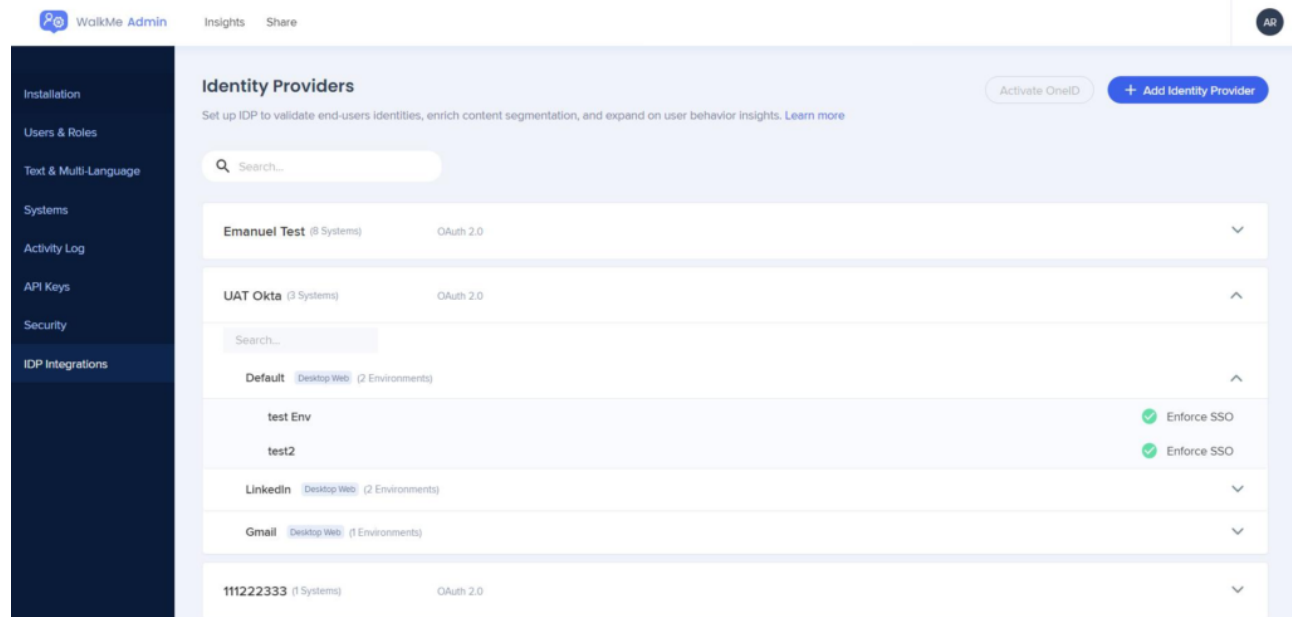 WalkMe Admin
Insights
Share
AR
Installation
Users & Roles
Text & Multi-Language
Systems
Activity Log
API Keys
Security
IDP Integrations
Identity Providers
Activate OneID
+ Add Identity Provider
Set up IDP to validate end-users identities, enrich content segmentation, and expand on user behavior insights. Learn more
Search...
Emanuel Test (8 Systems) OAuth 2.0
UAT Okta (3 Systems) OAuth 2.0
Search...
Default Desktop Web (2 Environments)
test Env Enforce SSO
test2 Enforce SSO
LinkedIn Desktop Web (2 Environments)
Gmail Desktop Web (1 Environments)
111222333 (1 Systems) OAuth 2.0